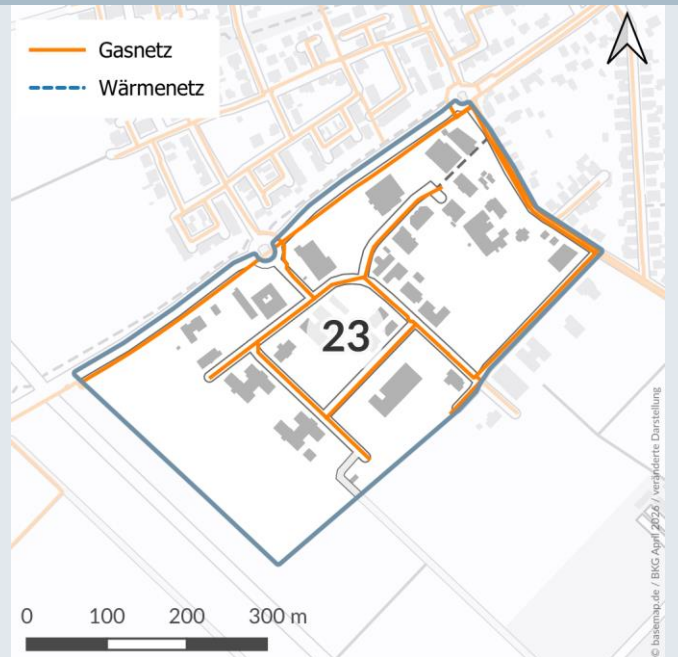 Gasnetz
Wärmenetz
23
0 100 200 300 m
© basemap.de / BKG April 2026 / veränderte Darstellung